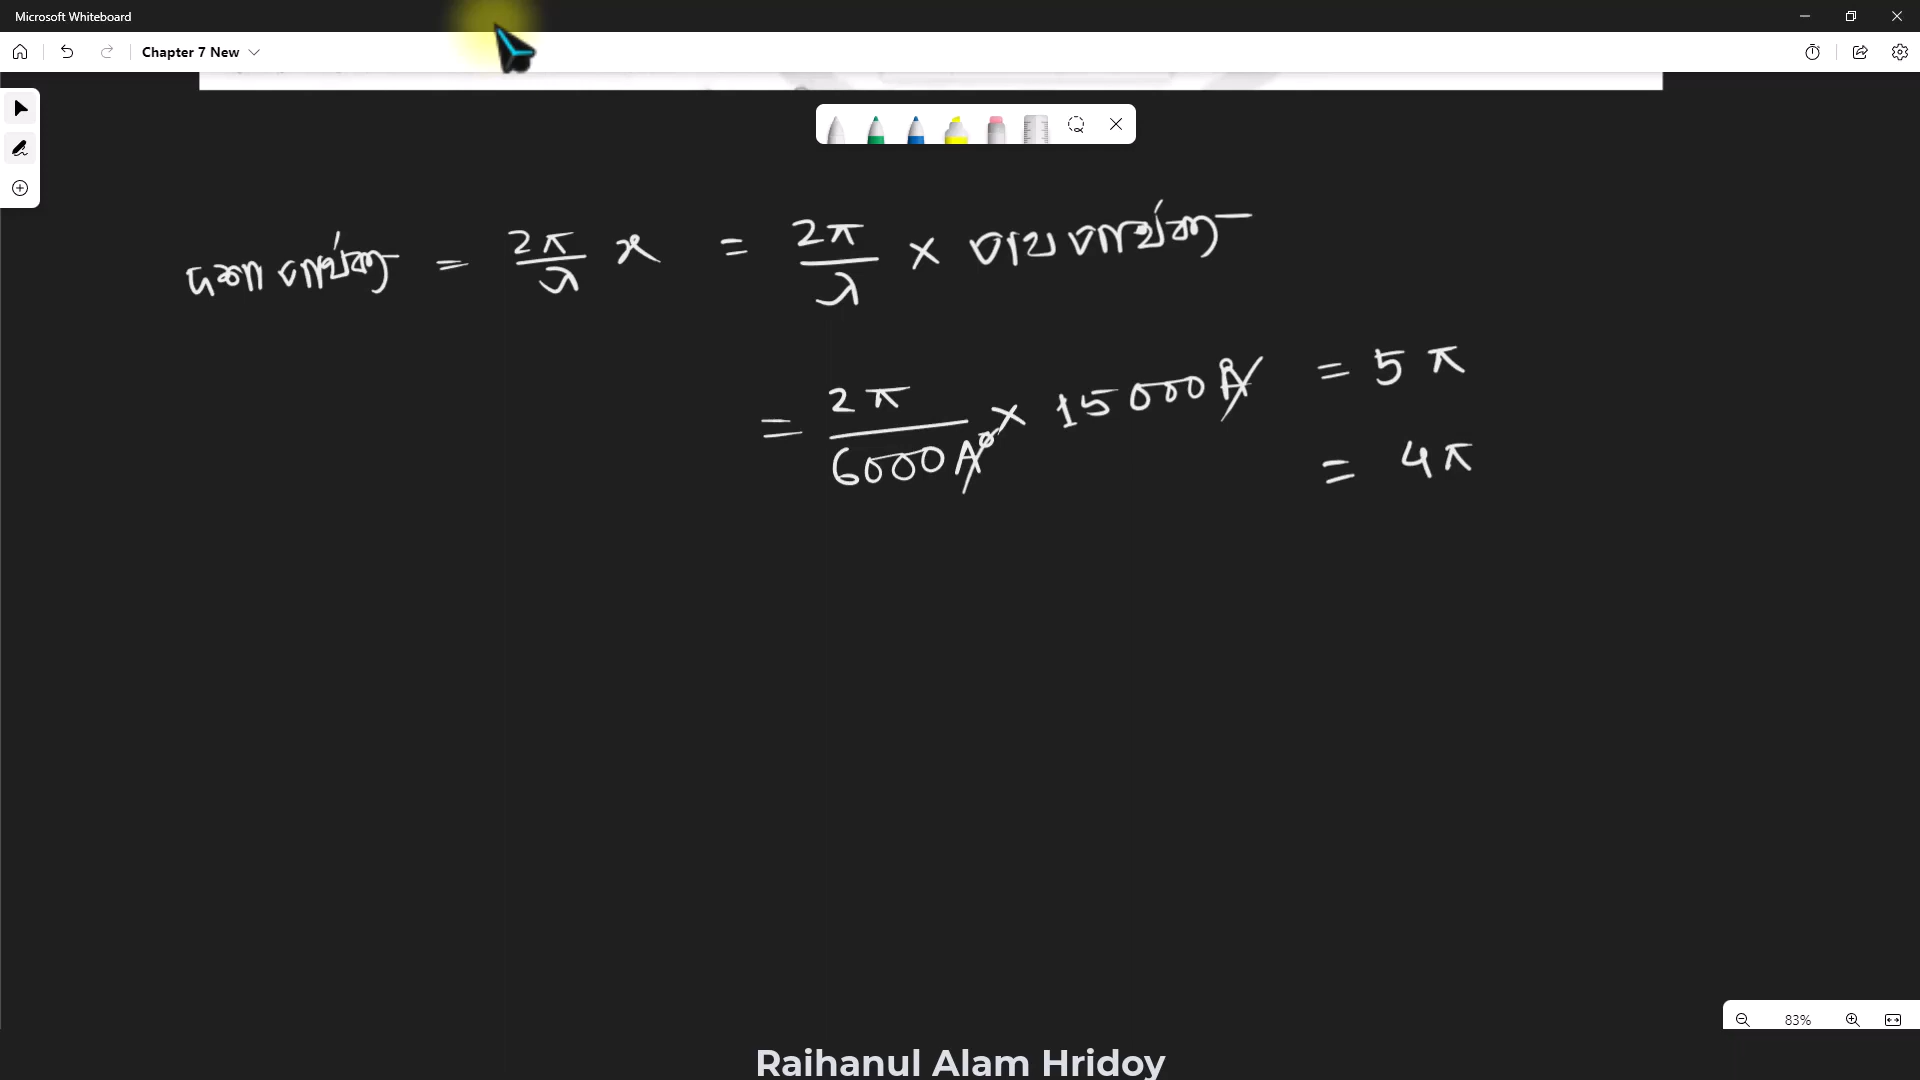 Microsoft Whiteboard
Chapter 7 New
দশা পার্থক্য = 2π/λ x = 2π/λ × পথ পার্থক্য
= 2π/6000A° × 15000Å = 5π
= 4π
83%
Raihanul Alam Hridoy